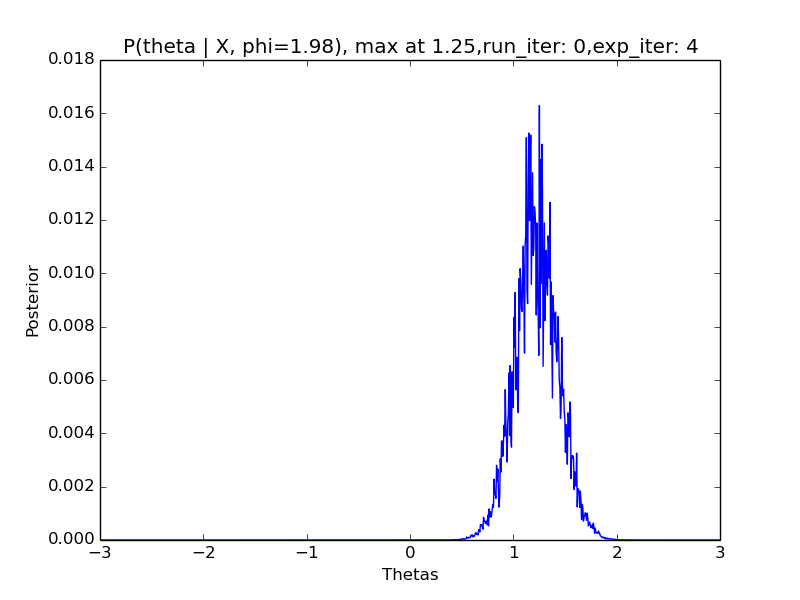 P(theta | X, phi=1.98), max at 1.25,run_iter: 0,exp_iter: 4
0.018
0.016
0.014
0.012
0.010
0.008
0.006
0.004
0.002
0.000
Posterior
−3 −2 −1 0 1 2 3
Thetas